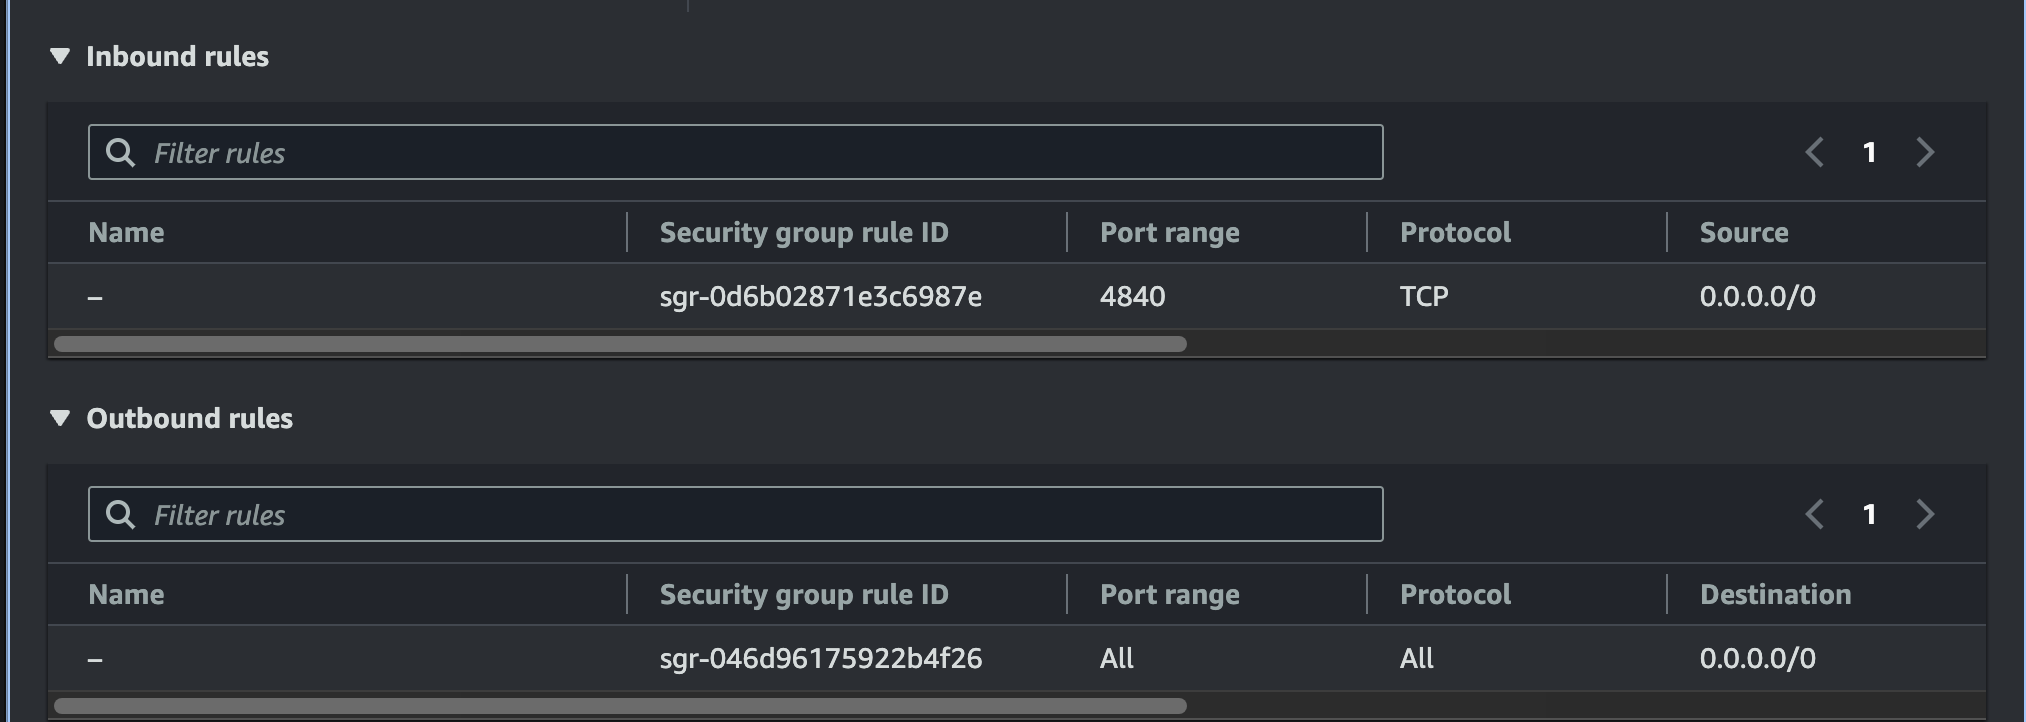 Inbound rules
Filter rules
1
Name Security group rule ID Port range Protocol Source
– sgr-0d6b02871e3c6987e 4840 TCP 0.0.0.0/0
Outbound rules
Filter rules
1
Name Security group rule ID Port range Protocol Destination
– sgr-046d96175922b4f26 All All 0.0.0.0/0